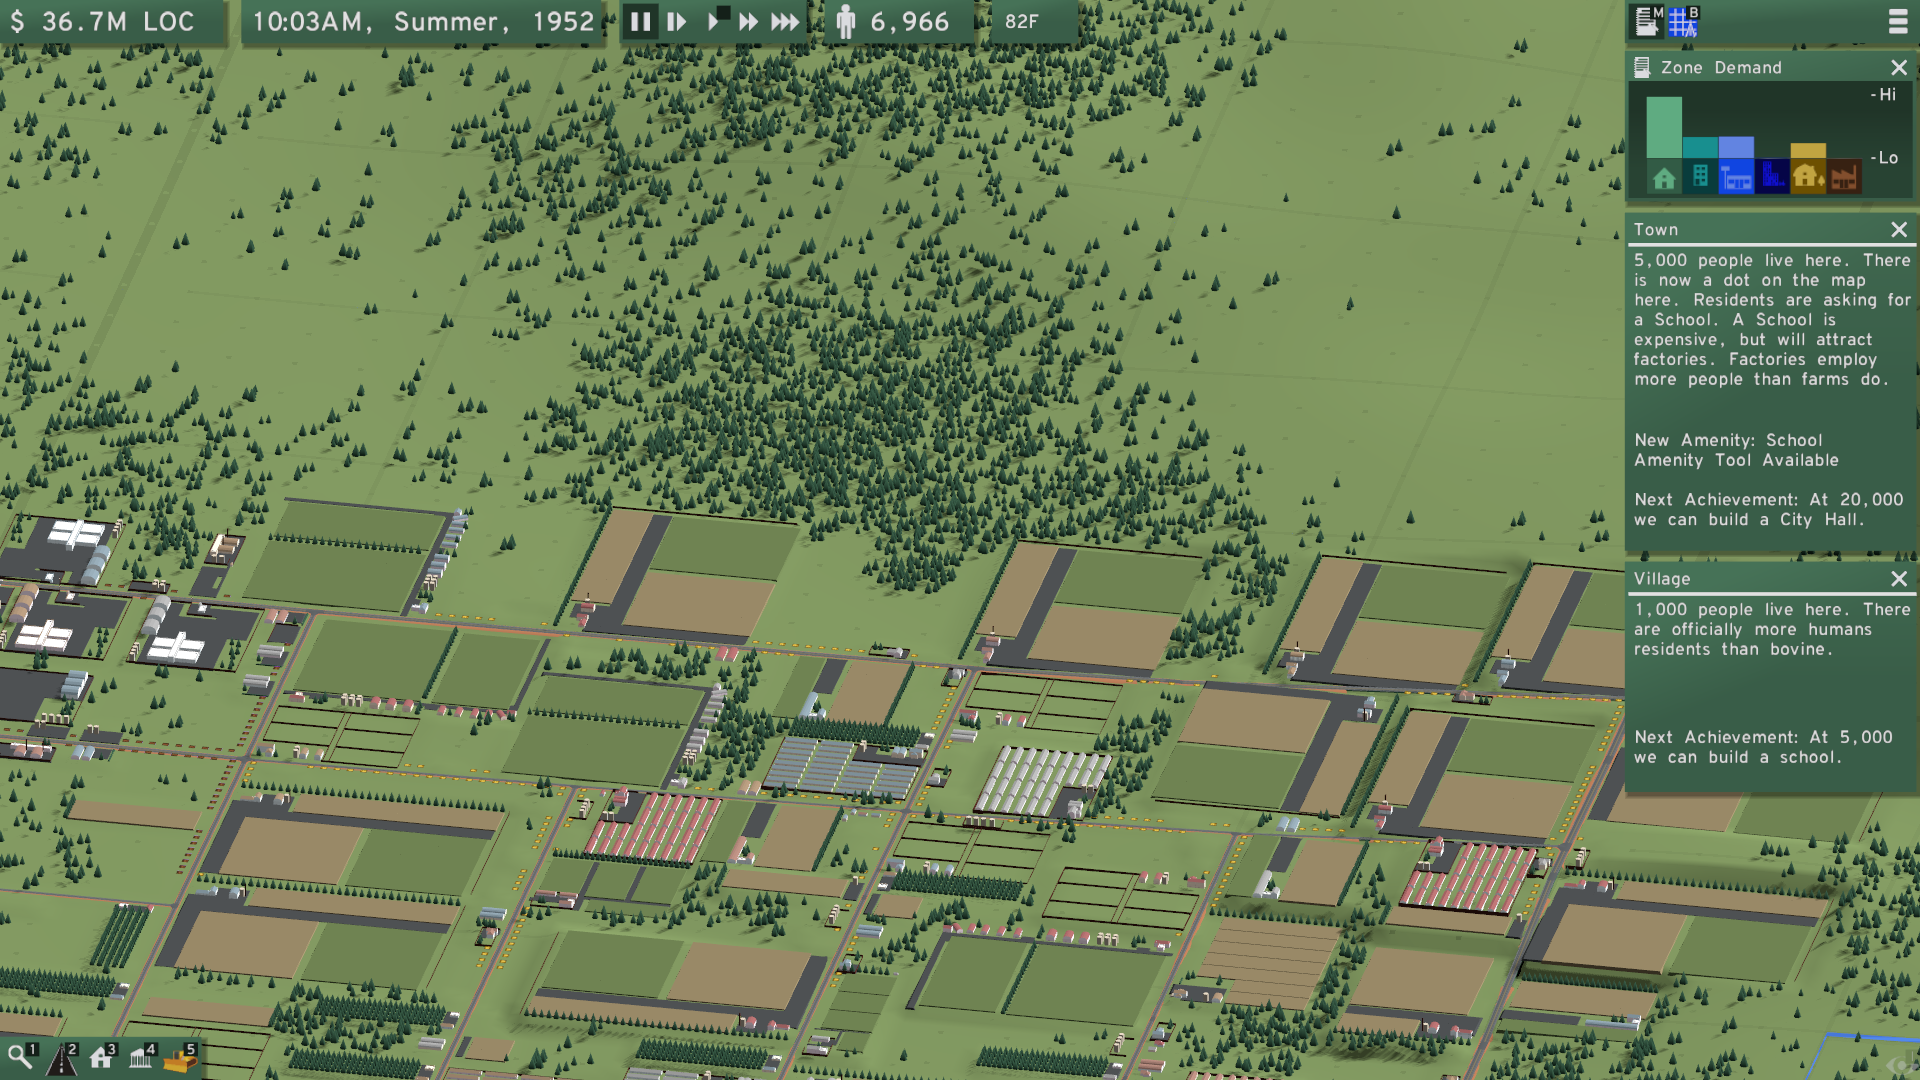 $ 36.7M LOC
10:03AM, Summer, 1952
6,966
82F
M
B
Zone Demand
-Hi
-Lo
Town
5,000 people live here. There
is now a dot on the map
here. Residents are asking for
a School. A School is
expensive, but will attract
factories. Factories employ
more people than farms do.
New Amenity: School
Amenity Tool Available
Next Achievement: At 20,000
we can build a City Hall.
Village
1,000 people live here. There
are officially more humans
residents than bovine.
Next Achievement: At 5,000
we can build a school.
1
2
3
4
5